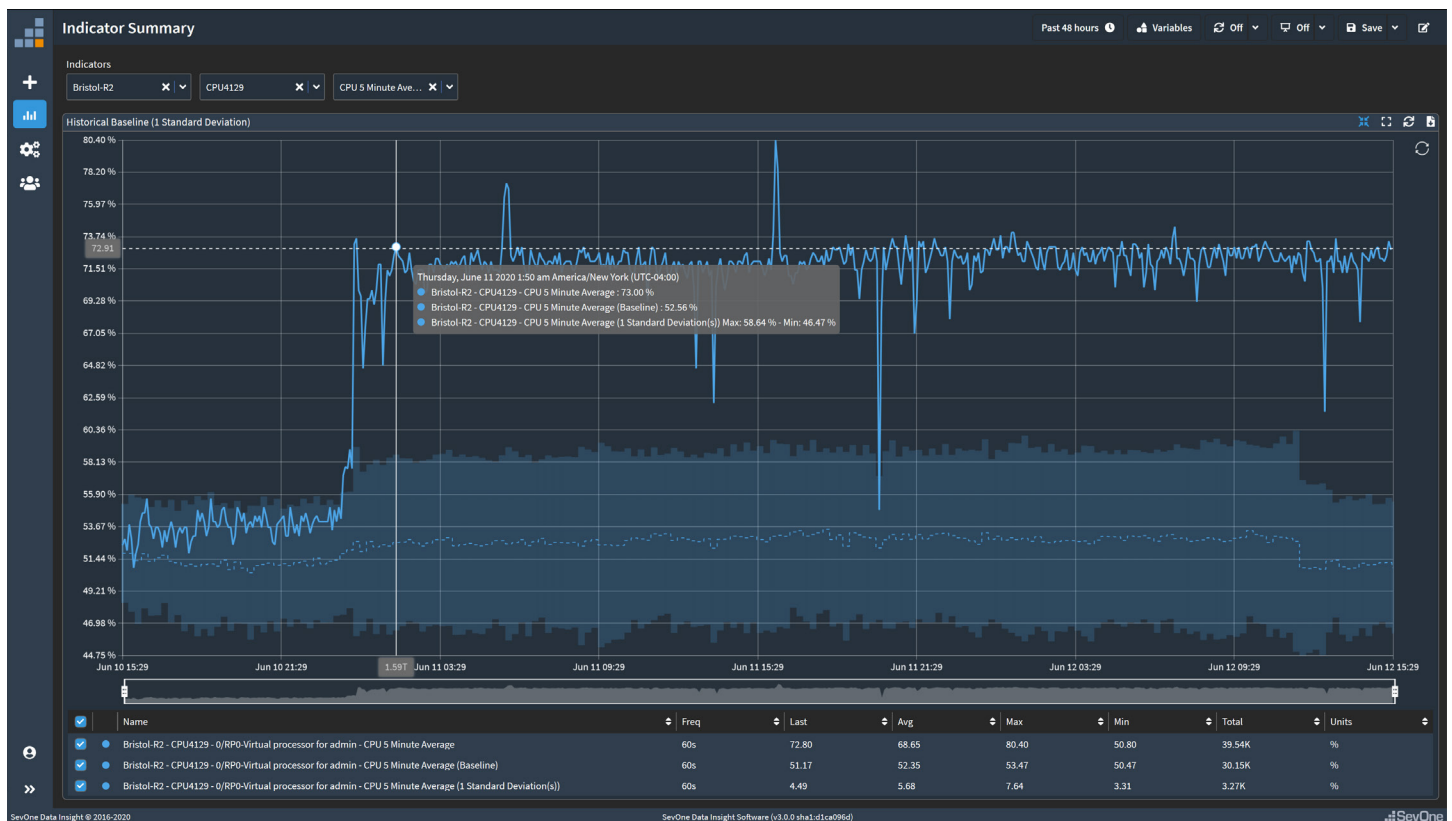 Indicator Summary
Past 48 hours Variables Off Off Save
Indicators
Bristol-R2 CPU4129 CPU 5 Minute Ave...
Historical Baseline (1 Standard Deviation)
80.40 %
78.20 %
75.97 %
73.74 %
72.91
71.51 %
69.28 %
67.05 %
64.82 %
62.59 %
60.36 %
58.13 %
55.90 %
53.67 %
51.44 %
49.21 %
46.98 %
44.75 %
Thursday, June 11 2020 1:50 am America/New York (UTC-04:00)
Bristol-R2 - CPU4129 - CPU 5 Minute Average : 73.00 %
Bristol-R2 - CPU4129 - CPU 5 Minute Average (Baseline) : 52.56 %
Bristol-R2 - CPU4129 - CPU 5 Minute Average (1 Standard Deviation(s)) Max: 58.64 % - Min: 46.47 %
Jun 10 15:29 Jun 10 21:29 1.59T Jun 11 03:29 Jun 11 09:29 Jun 11 15:29 Jun 11 21:29 Jun 12 03:29 Jun 12 09:29 Jun 12 15:29
Name Freq Last Avg Max Min Total Units
Bristol-R2 - CPU4129 - 0/RP0-Virtual processor for admin - CPU 5 Minute Average 60s 72.80 68.65 80.40 50.80 39.54K %
Bristol-R2 - CPU4129 - 0/RP0-Virtual processor for admin - CPU 5 Minute Average (Baseline) 60s 51.17 52.35 53.47 50.47 30.15K %
Bristol-R2 - CPU4129 - 0/RP0-Virtual processor for admin - CPU 5 Minute Average (1 Standard Deviation(s)) 60s 4.49 5.68 7.64 3.31 3.27K %
SevOne Data Insight © 2016-2020 SevOne Data Insight Software (v3.0.0 sha1:d1ca096d) SevOne